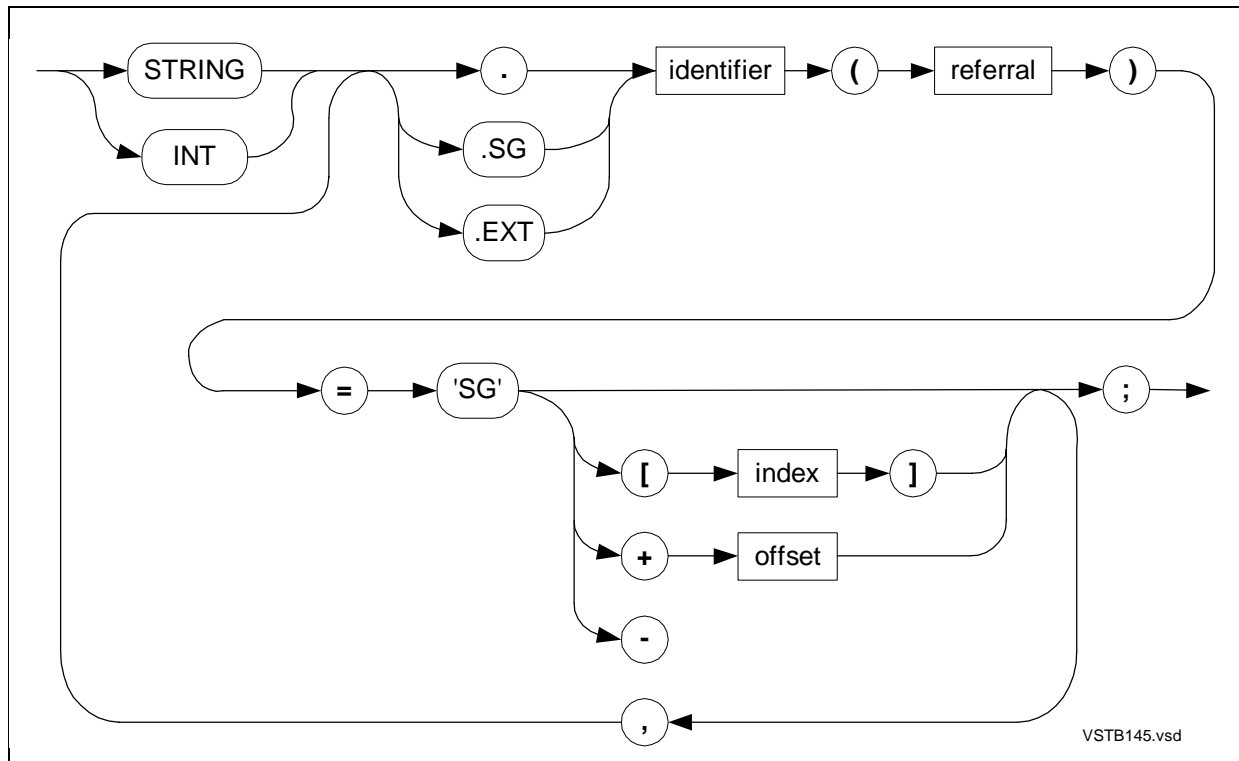 STRING . identifier ( referral )
INT .SG
.EXT
= 'SG' ;
[ index ]
+ offset
-
,
VSTB145.vsd